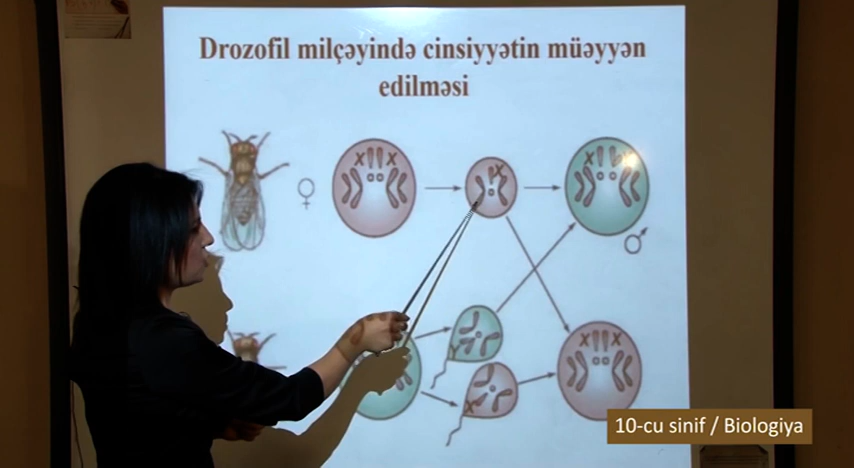 Drozofil milçəyində cinsiyyətin müəyyən
edilməsi
X X
♀
X
X
♂
X
X
X X
10-cu sinif / Biologiya